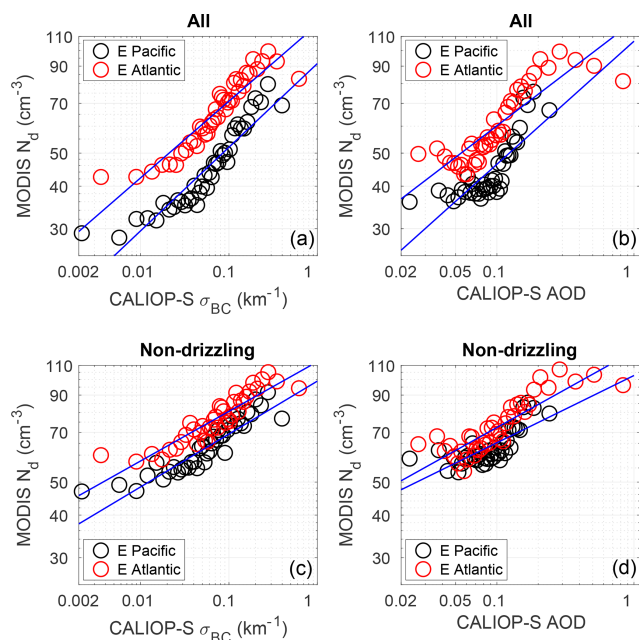 All
110
90
70
50
40
30
MODIS N_d (cm⁻³)
E Pacific
E Atlantic
(a)
0.002
0.01
0.1
1
CALIOP-S σ_BC (km⁻¹)
All
110
90
70
50
40
30
MODIS N_d (cm⁻³)
E Pacific
E Atlantic
(b)
0.02
0.05
0.1
1
CALIOP-S AOD
Non-drizzling
110
90
70
50
40
30
MODIS N_d (cm⁻³)
E Pacific
E Atlantic
(c)
0.002
0.01
0.1
1
CALIOP-S σ_BC (km⁻¹)
Non-drizzling
110
90
70
50
40
30
MODIS N_d (cm⁻³)
E Pacific
E Atlantic
(d)
0.02
0.05
0.1
1
CALIOP-S AOD